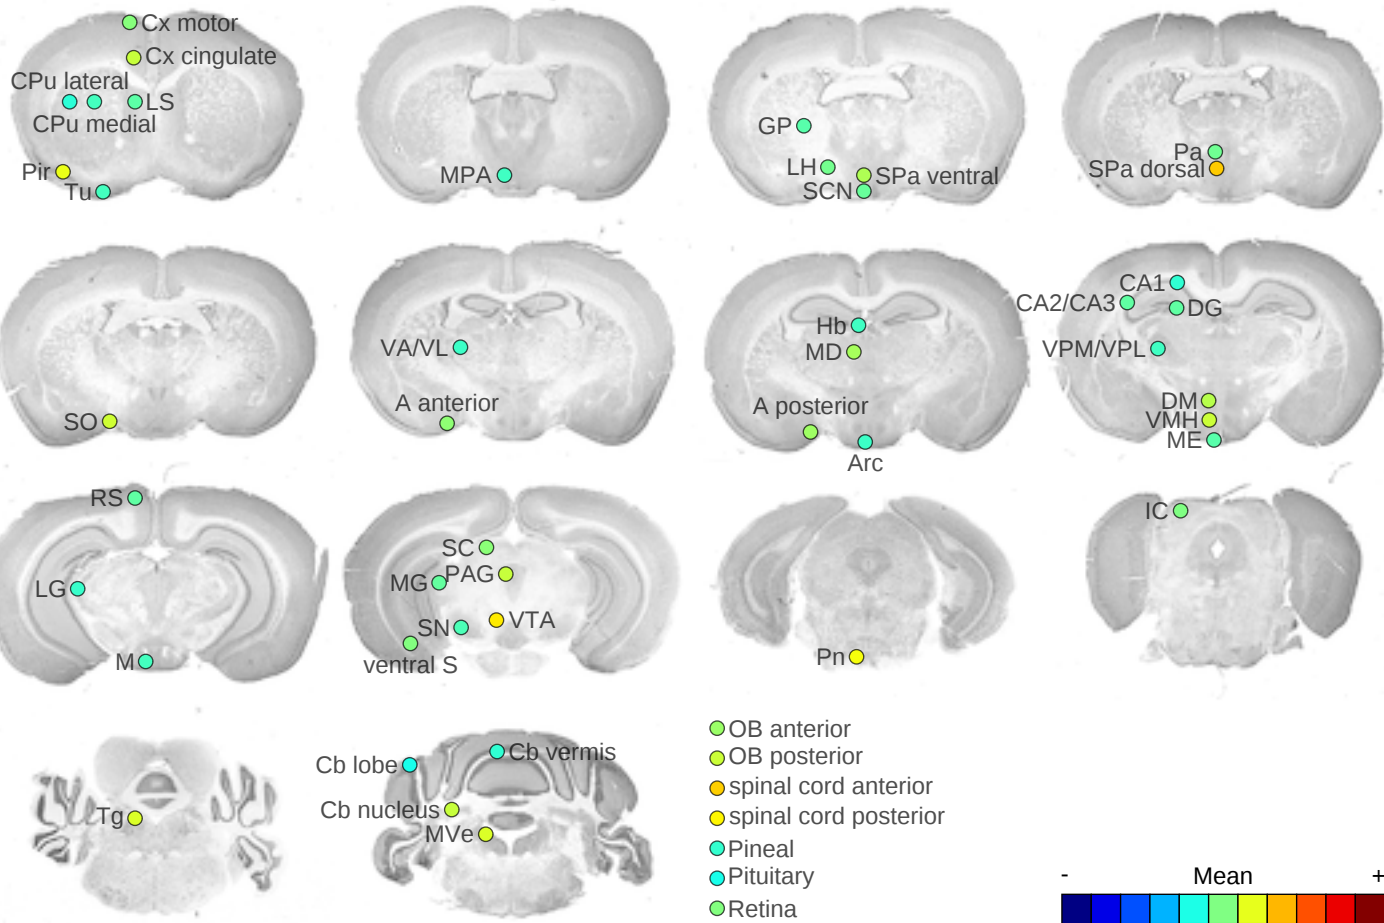 Cx motor
Cx cingulate
CPu lateral
LS
CPu medial
Pir
Tu
MPA
GP
LH
SPa ventral
SCN
Pa
SPa dorsal
SO
VA/VL
A anterior
Hb
MD
A posterior
Arc
CA1
CA2/CA3
DG
VPM/VPL
DM
VMH
ME
RS
LG
M
SC
MG
PAG
SN
VTA
ventral S
Pn
IC
Tg
Cb lobe
Cb vermis
Cb nucleus
MVe
OB anterior
OB posterior
spinal cord anterior
spinal cord posterior
Pineal
Pituitary
Retina
- Mean +